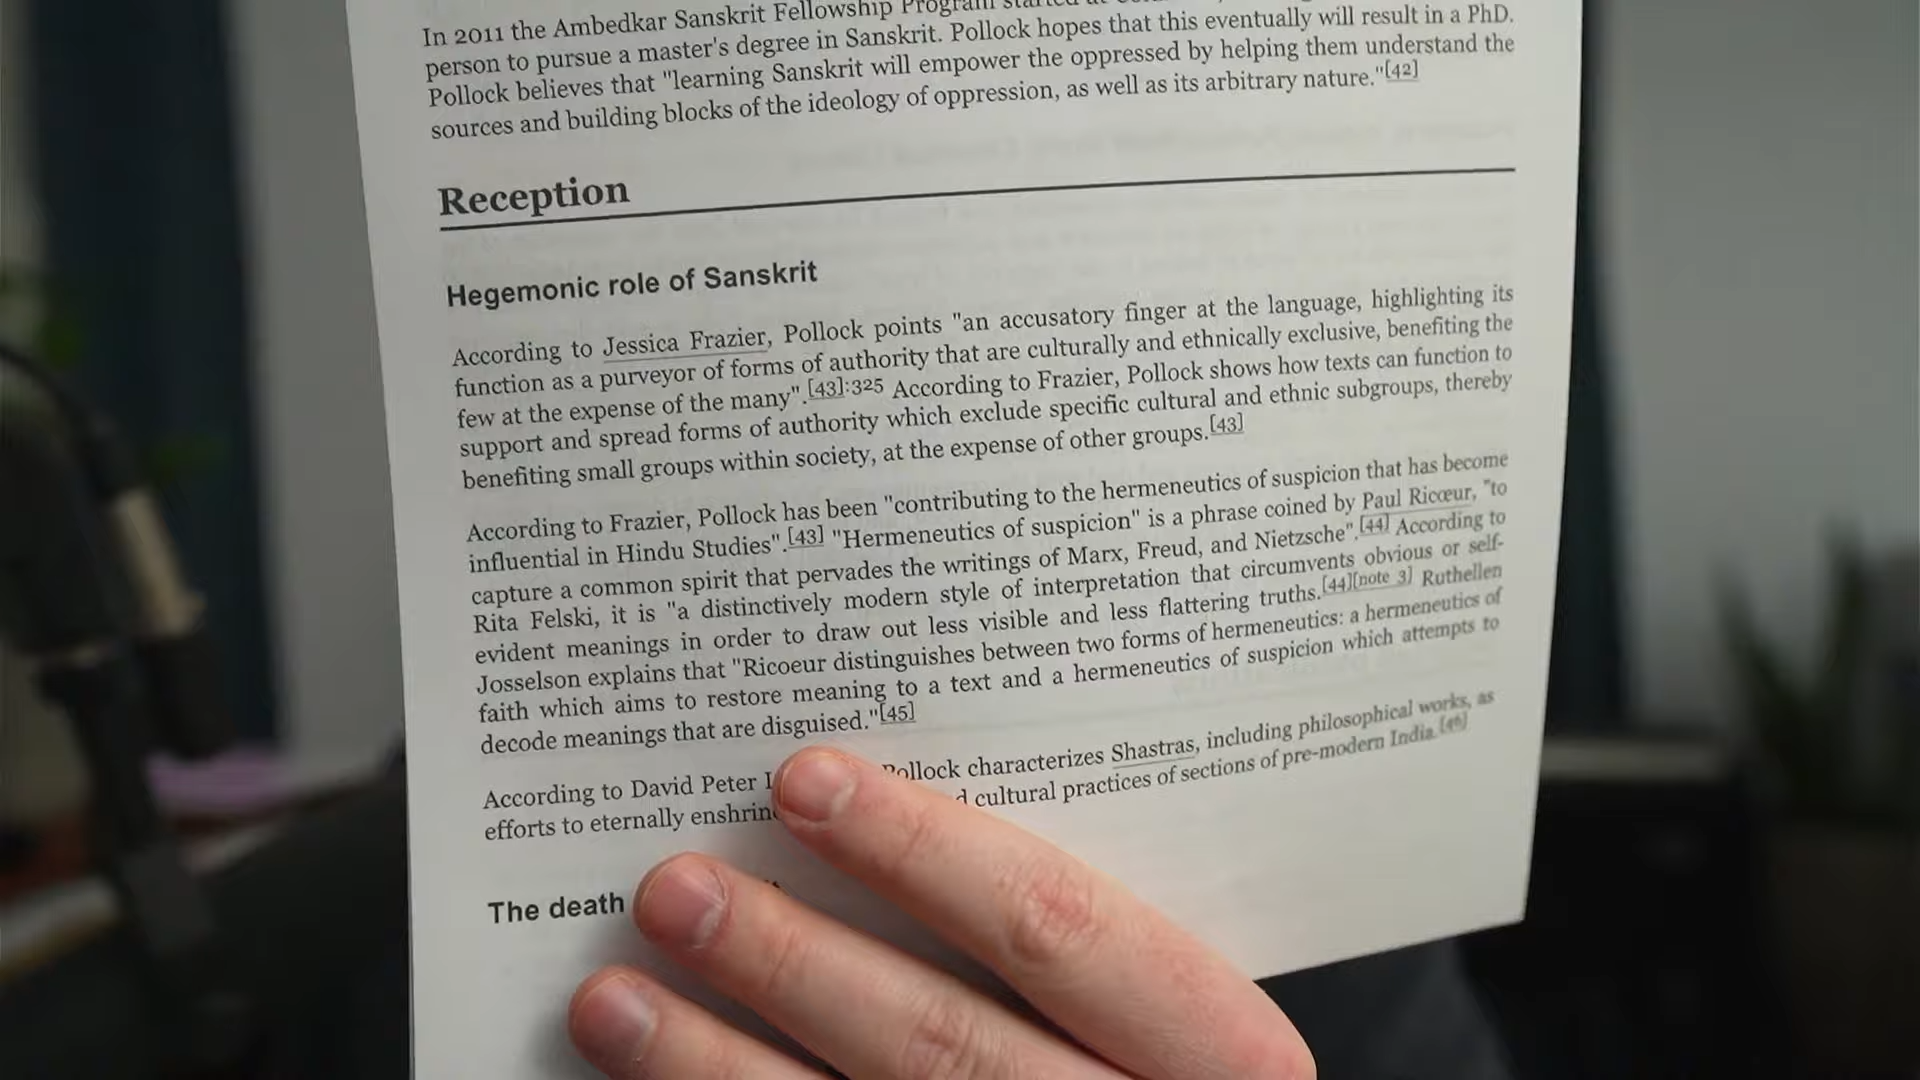 In 2011 the Ambedkar Sanskrit Fellowship Program started at
person to pursue a master's degree in Sanskrit. Pollock hopes that this eventually will result in a PhD.
Pollock believes that "learning Sanskrit will empower the oppressed by helping them understand the
sources and building blocks of the ideology of oppression, as well as its arbitrary nature."[42]
Reception
Hegemonic role of Sanskrit
According to Jessica Frazier, Pollock points "an accusatory finger at the language, highlighting its
function as a purveyor of forms of authority that are culturally and ethnically exclusive, benefiting the
few at the expense of the many".[43]:325 According to Frazier, Pollock shows how texts can function to
support and spread forms of authority which exclude specific cultural and ethnic subgroups, thereby
benefiting small groups within society, at the expense of other groups.[43]
According to Frazier, Pollock has been "contributing to the hermeneutics of suspicion that has become
influential in Hindu Studies".[43] "Hermeneutics of suspicion" is a phrase coined by Paul Ricœur, "to
capture a common spirit that pervades the writings of Marx, Freud, and Nietzsche".[44] According to
Rita Felski, it is "a distinctively modern style of interpretation that circumvents obvious or self-
evident meanings in order to draw out less visible and less flattering truths.[44][note 3] Ruthellen
Josselson explains that "Ricoeur distinguishes between two forms of hermeneutics: a hermeneutics of
faith which aims to restore meaning to a text and a hermeneutics of suspicion which attempts to
decode meanings that are disguised."[45]
According to David Peter Pollock characterizes Shastras, including philosophical works, as
efforts to eternally cultural practices of sections of pre-modern India.[46]
The death